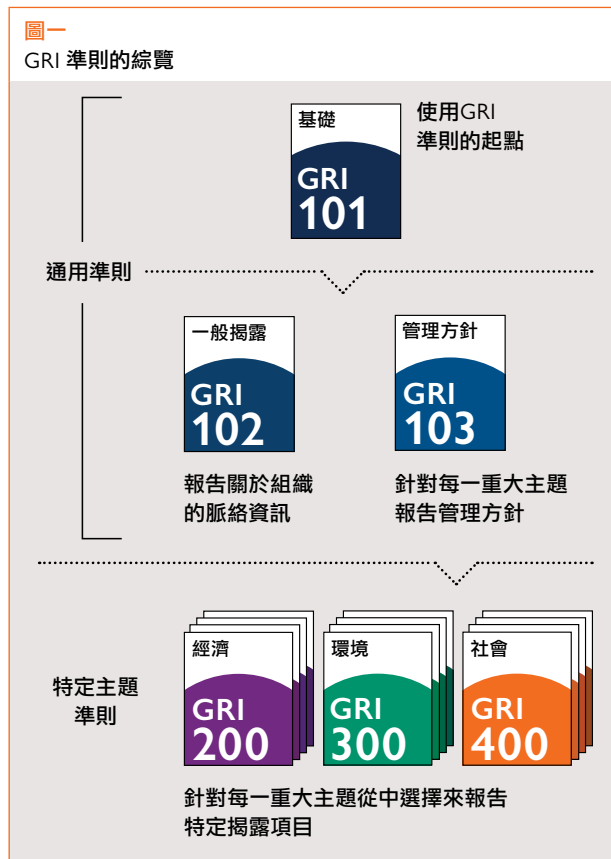 圖一
GRI 準則的綜覽
基礎
GRI
101
使用GRI
準則的起點
通用準則
一般揭露
GRI
102
管理方針
GRI
103
報告關於組織
的脈絡資訊
針對每一重大主題
報告管理方針
特定主題
準則
經濟
GRI
200
環境
GRI
300
社會
GRI
400
針對每一重大主題從中選擇來報告
特定揭露項目